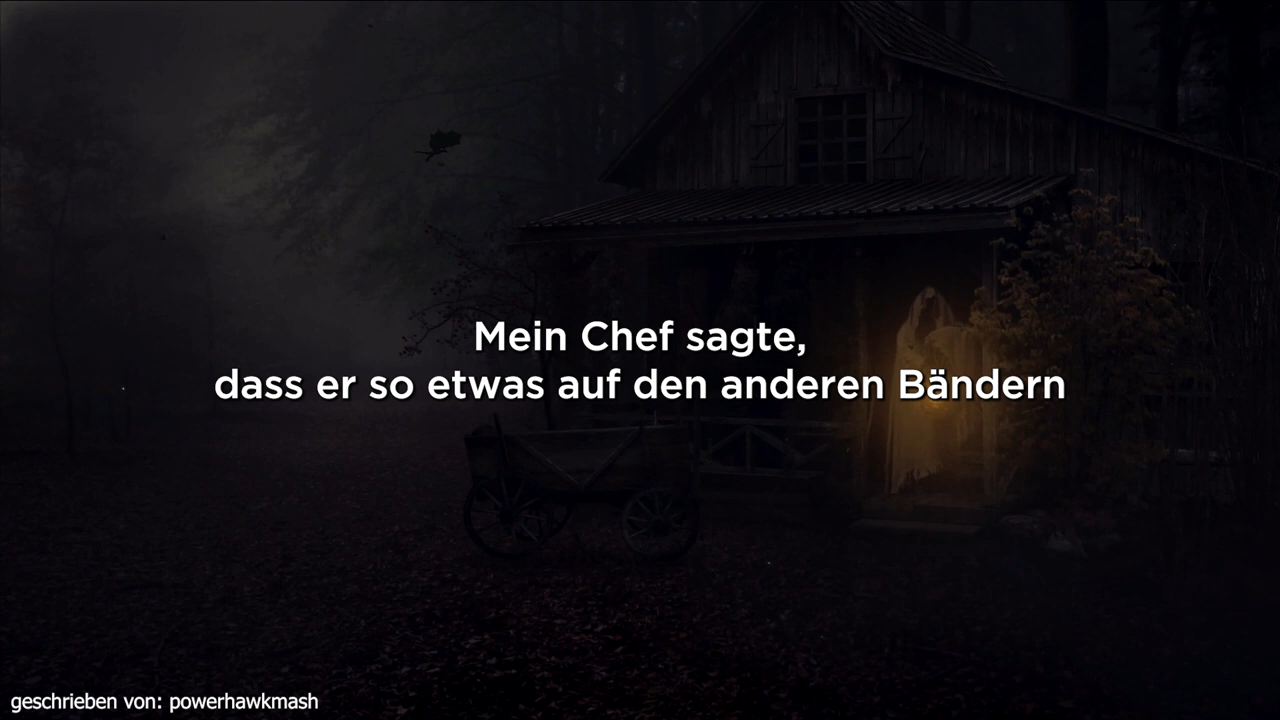 Mein Chef sagte,
dass er so etwas auf den anderen Bändern
geschrieben von: powerhawkmash